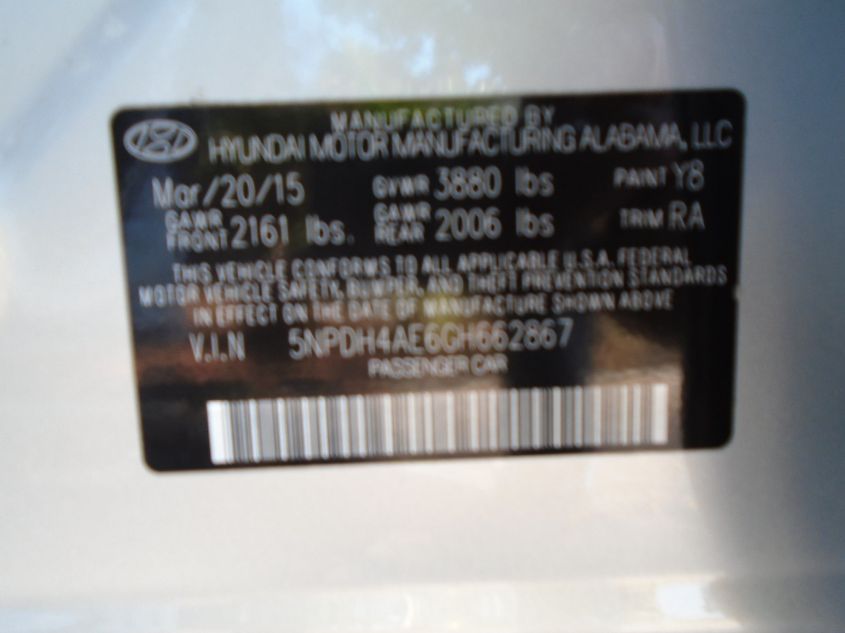 MANUFACTURED BY
HYUNDAI MOTOR MANUFACTURING ALABAMA, LLC
Mar/20/15 GVWR 3880 lbs PAINT Y8
GAWR FRONT 2161 lbs. GAWR REAR 2006 lbs TRIM RA
THIS VEHICLE CONFORMS TO ALL APPLICABLE U.S.A. FEDERAL
MOTOR VEHICLE SAFETY, BUMPER, AND THEFT PREVENTION STANDARDS
IN EFFECT ON THE DATE OF MANUFACTURE SHOWN ABOVE
V.I.N 5NPDH4AE6GH662867
PASSENGER CAR